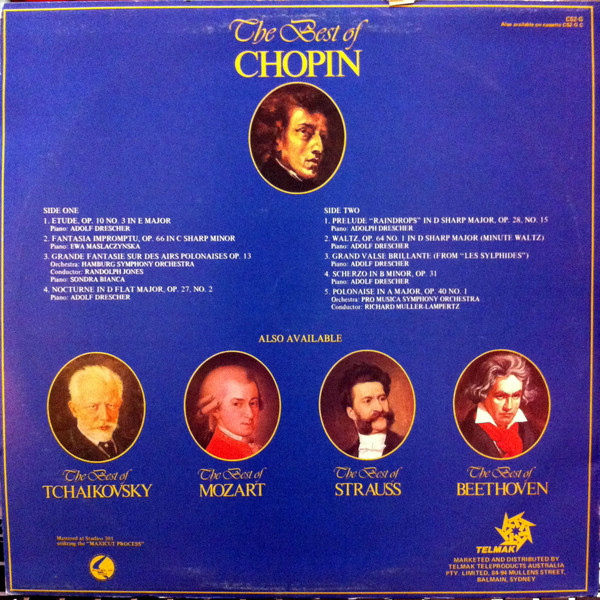 The Best of
CHOPIN
CS2-G
Also available on cassette CS2-G C
SIDE ONE
1. ETUDE, OP. 10 NO. 3 IN E MAJOR
Piano: ADOLF DRESCHER
2. FANTASIA IMPROMPTU, OP. 66 IN C SHARP MINOR
Piano: EWA MASLACZYNSKA
3. GRANDE FANTASIE SUR DES AIRS POLONAISES OP. 13
Orchestra: HAMBURG SYMPHONY ORCHESTRA
Conductor: RANDOLPH JONES
Piano: SONDRA BIANCA
4. NOCTURNE IN D FLAT MAJOR, OP. 27, NO. 2
Piano: ADOLF DRESCHER
SIDE TWO
1. PRELUDE "RAINDROPS" IN D SHARP MAJOR, OP. 28, NO. 15
Piano: ADOLPH DRESCHER
2. WALTZ, OP. 64 NO. 1 IN D SHARP MAJOR (MINUTE WALTZ)
Piano: ADOLF DRESCHER
3. GRAND VALSE BRILLANTE (FROM "LES SYLPHIDES")
Piano: ADOLF DRESCHER
4. SCHERZO IN B MINOR, OP. 31
Piano: ADOLF DRESCHER
5. POLONAISE IN A MAJOR, OP. 40 NO. 1
Orchestra: PRO MUSICA SYMPHONY ORCHESTRA
Conductor: RICHARD MULLER-LAMPERTZ
ALSO AVAILABLE
The Best of
TCHAIKOVSKY
The Best of
MOZART
The Best of
STRAUSS
The Best of
BEETHOVEN
Mastered at Studios 301
utilizing the "MAXICUT PROCESS"
TELMAK
MARKETED AND DISTRIBUTED BY
TELMAK TELEPRODUCTS AUSTRALIA
PTY. LIMITED, 84-94 MULLENS STREET,
BALMAIN, SYDNEY